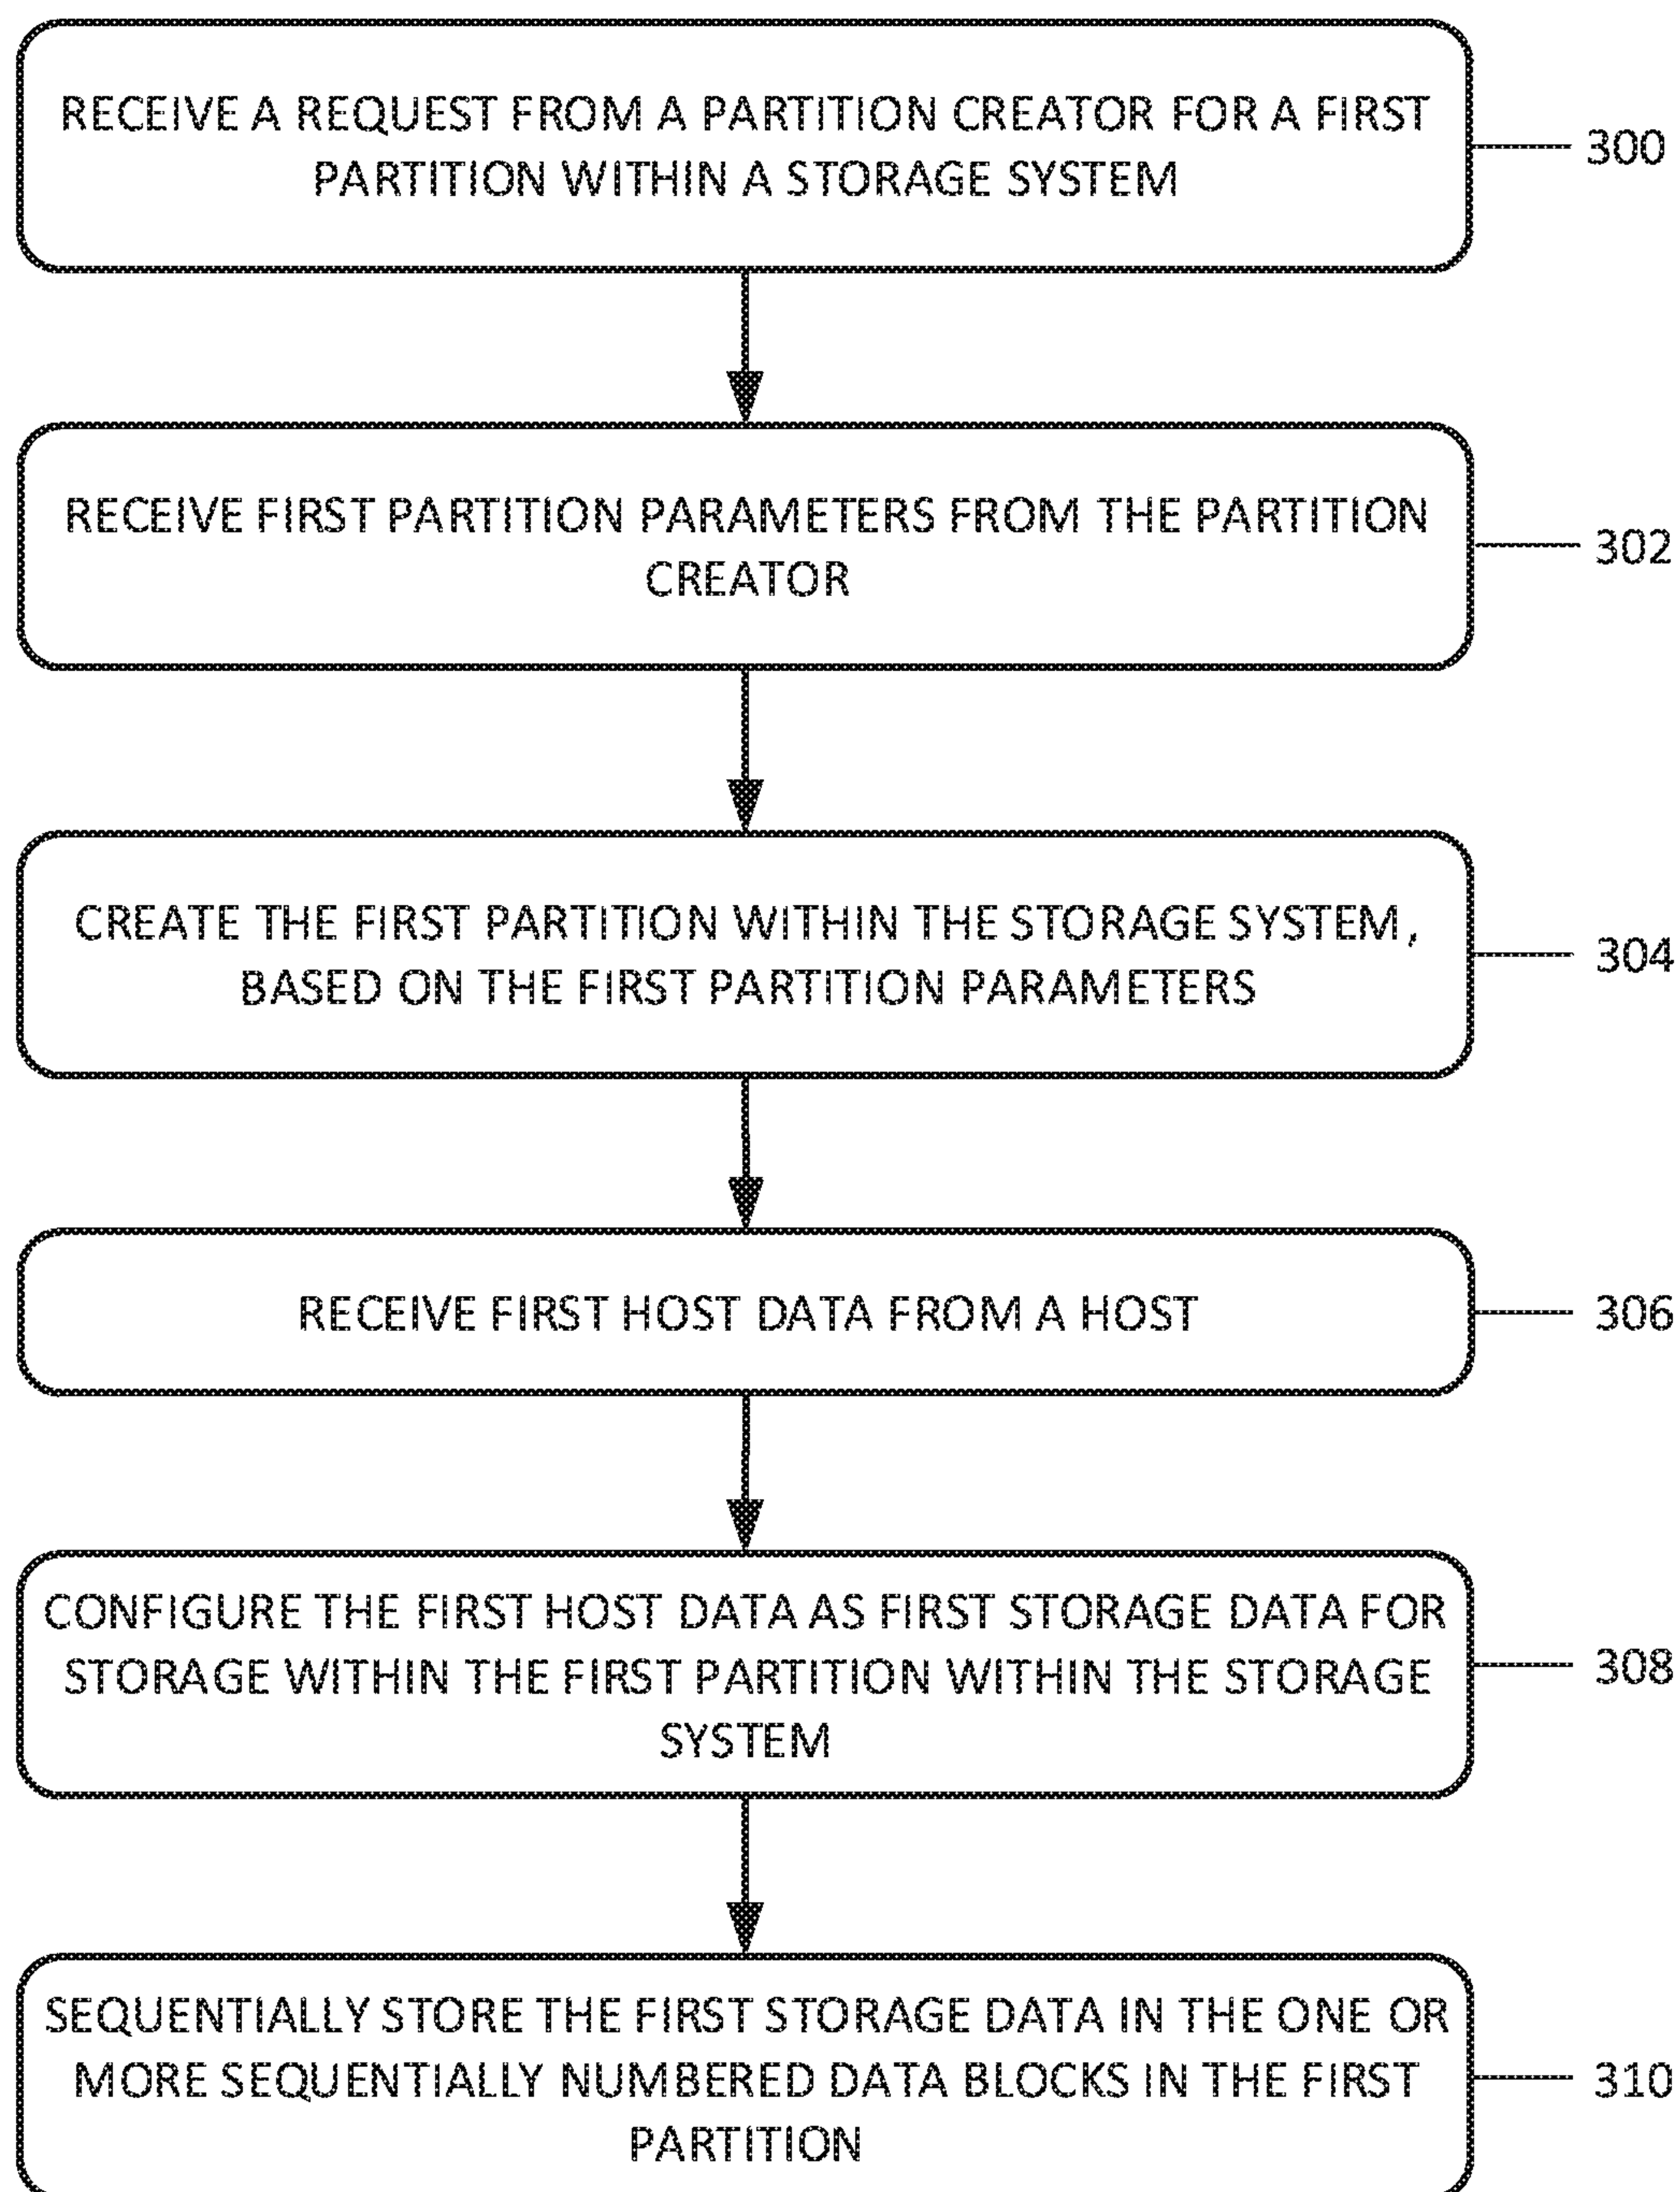 RECEIVE A REQUEST FROM A PARTITION CREATOR FOR A FIRST
PARTITION WITHIN A STORAGE SYSTEM
300
RECEIVE FIRST PARTITION PARAMETERS FROM THE PARTITION
CREATOR
302
CREATE THE FIRST PARTITION WITHIN THE STORAGE SYSTEM,
BASED ON THE FIRST PARTITION PARAMETERS
304
RECEIVE FIRST HOST DATA FROM A HOST
306
CONFIGURE THE FIRST HOST DATA AS FIRST STORAGE DATA FOR
STORAGE WITHIN THE FIRST PARTITION WITHIN THE STORAGE
SYSTEM
308
SEQUENTIALLY STORE THE FIRST STORAGE DATA IN THE ONE OR
MORE SEQUENTIALLY NUMBERED DATA BLOCKS IN THE FIRST
PARTITION
310